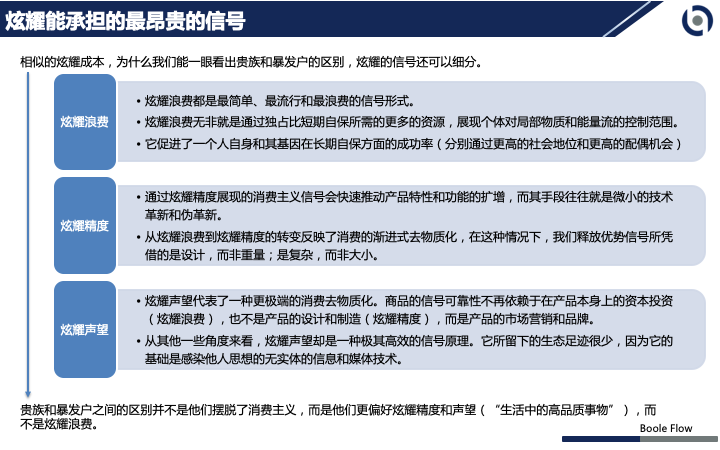 炫耀能承担的最昂贵的信号
相似的炫耀成本，为什么我们能一眼看出贵族和暴发户的区别，炫耀的信号还可以细分。
炫耀浪费
• 炫耀浪费都是最简单、最流行和最浪费的信号形式。
• 炫耀浪费无非就是通过独占比短期自保所需的更多的资源，展现个体对局部物质和能量流的控制范围。
• 它促进了一个人自身和其基因在长期自保方面的成功率（分别通过更高的社会地位和更高的配偶机会）
炫耀精度
• 通过炫耀精度展现的消费主义信号会快速推动产品特性和功能的扩增，而其手段往往就是微小的技术
革新和伪革新。
• 从炫耀浪费到炫耀精度的转变反映了消费的渐进式去物质化，在这种情况下，我们释放优势信号所凭
借的是设计，而非重量；是复杂，而非大小。
炫耀声望
• 炫耀声望代表了一种更极端的消费去物质化。商品的信号可靠性不再依赖于在产品本身上的资本投资
（炫耀浪费），也不是产品的设计和制造（炫耀精度），而是产品的市场营销和品牌。
• 从其他一些角度来看，炫耀声望却是一种极其高效的信号原理。它所留下的生态足迹很少，因为它的
基础是感染他人思想的无实体的信息和媒体技术。
贵族和暴发户之间的区别并不是他们摆脱了消费主义，而是他们更偏好炫耀精度和声望（“生活中的高品质事物”），而
不是炫耀浪费。
Boole Flow